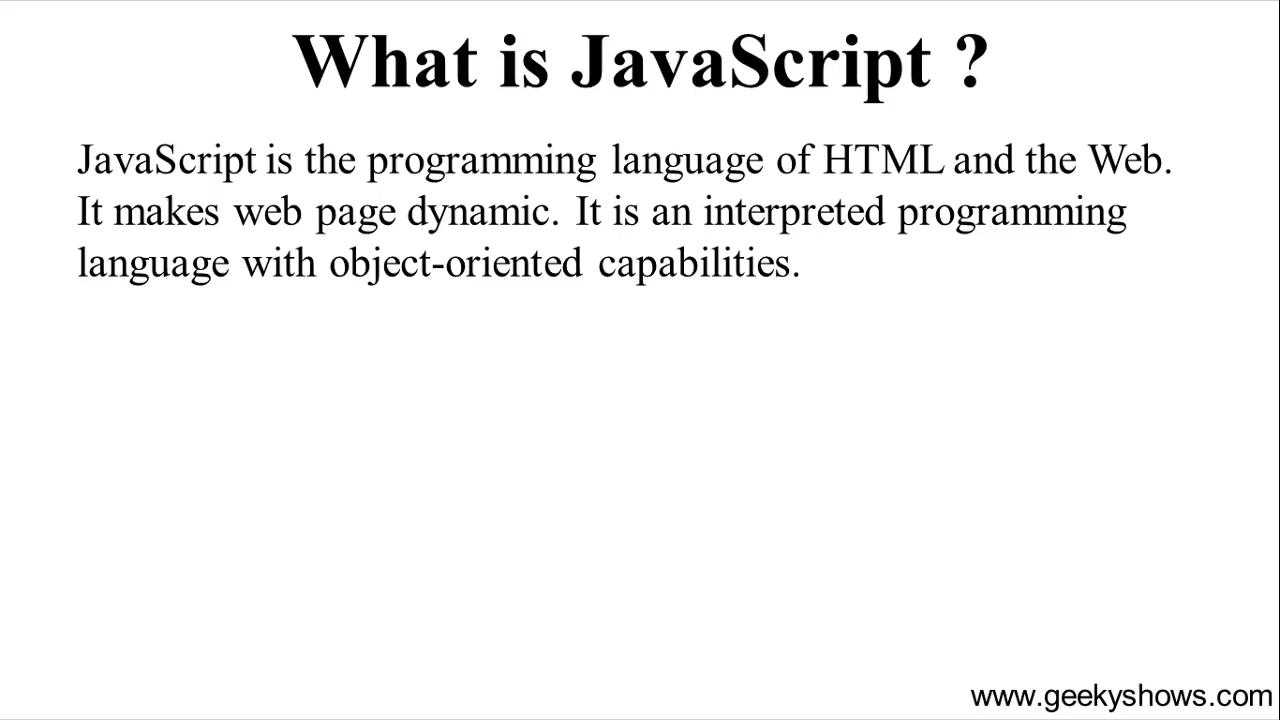 What is JavaScript ?
JavaScript is the programming language of HTML and the Web.
It makes web page dynamic. It is an interpreted programming
language with object-oriented capabilities.
www.geekyshows.com